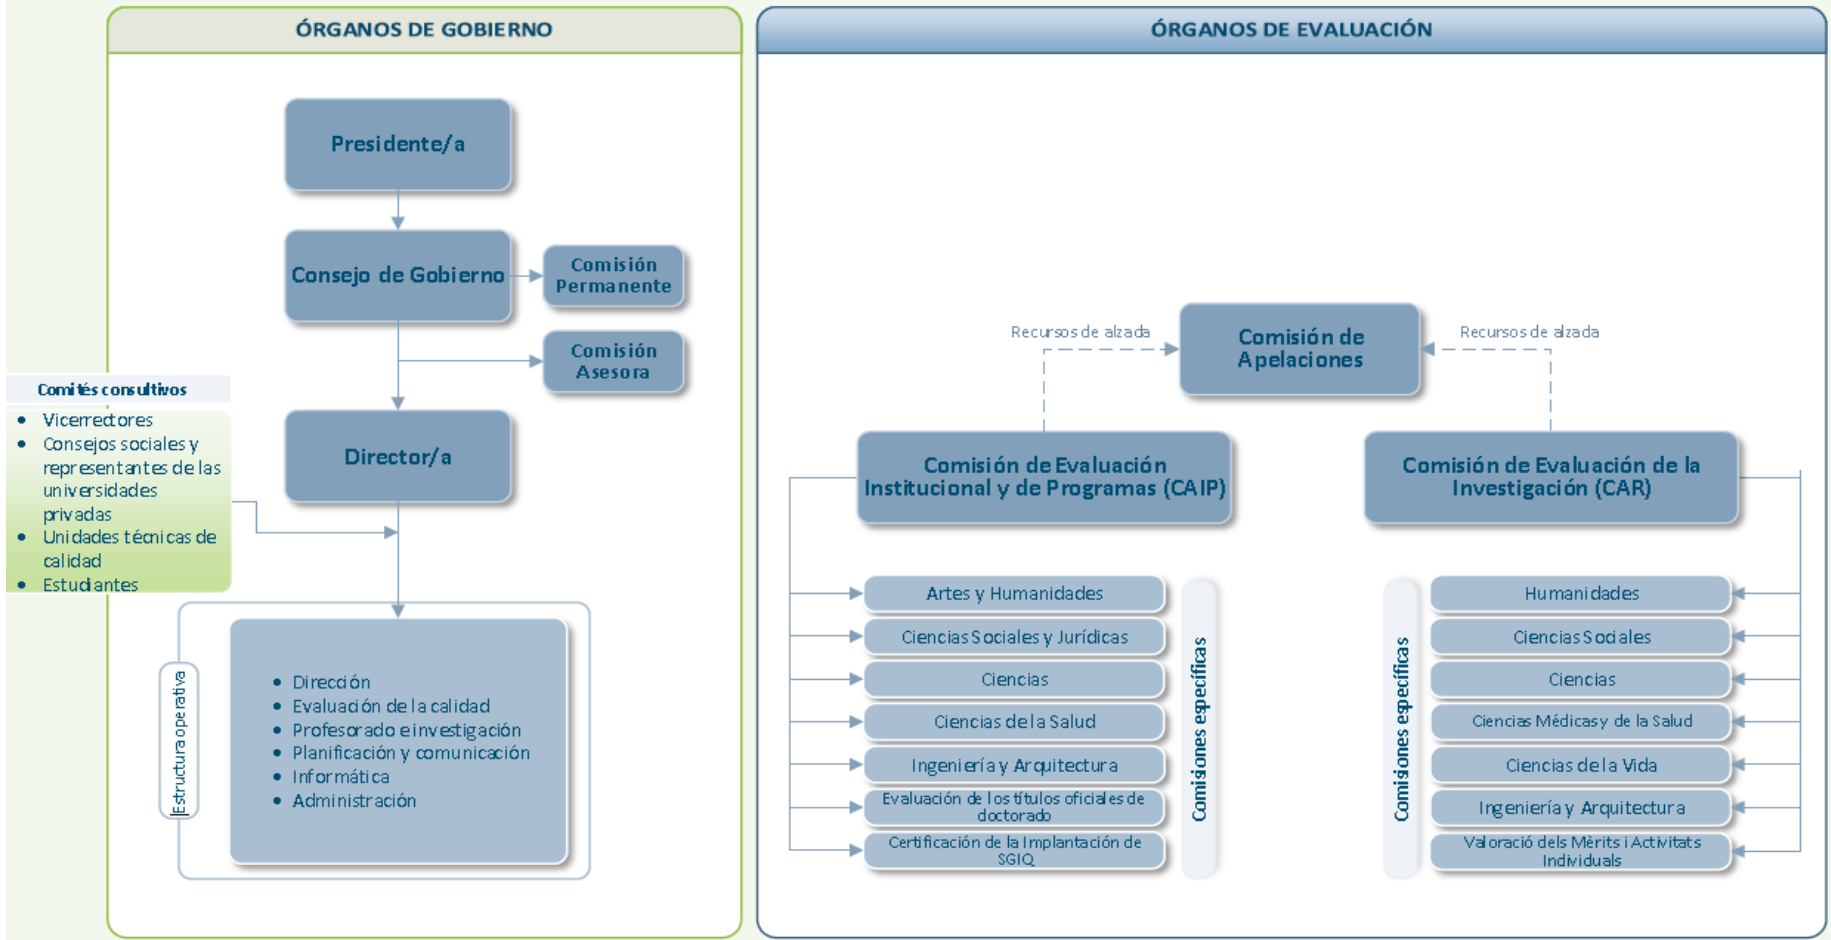 ÓRGANOS DE GOBIERNO
Presidente/a
Consejo de Gobierno
Comisión
Permanente
Comisión
Asesora
Comités consultivos
• Vicerrectores
• Consejos sociales y
representantes de las
universidades
privadas
• Unidades técnicas de
calidad
• Estudiantes
Director/a
Estructura operativa
• Dirección
• Evaluación de la calidad
• Profesorado e investigación
• Planificación y comunicación
• Informática
• Administración
ÓRGANOS DE EVALUACIÓN
Recursos de alzada
Comisión de
Apelaciones
Recursos de alzada
Comisión de Evaluación
Institucional y de Programas (CAIP)
Artes y Humanidades
Ciencias Sociales y Jurídicas
Ciencias
Ciencias de la Salud
Ingeniería y Arquitectura
Evaluación de los títulos oficiales de
doctorado
Certificación de la Implantación de
SGIQ
Comisiones específicas
Comisión de Evaluación de la
Investigación (CAR)
Comisiones específicas
Humanidades
Ciencias Sociales
Ciencias
Ciencias Médicas y de la Salud
Ciencias de la Vida
Ingeniería y Arquitectura
Valoració dels Mèrits i Activitats
Individuals